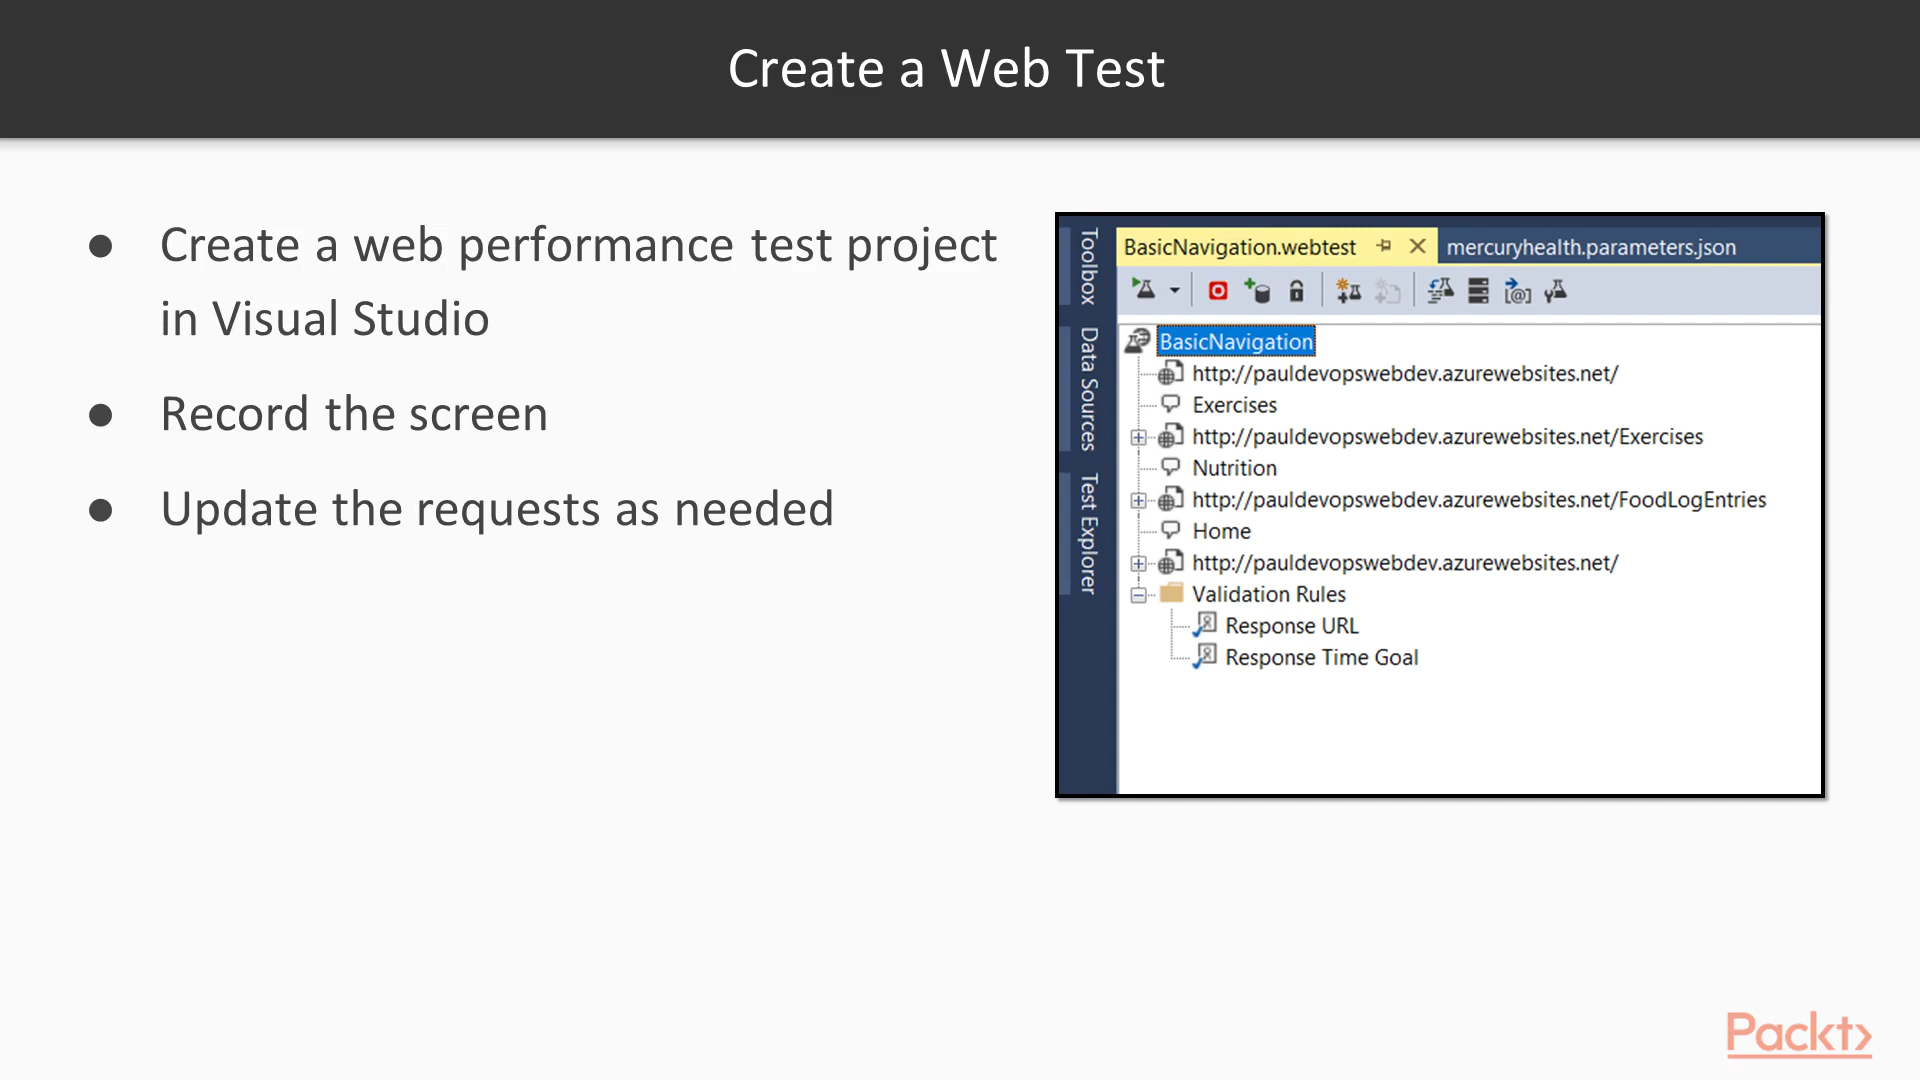 Create a Web Test
● Create a web performance test project
in Visual Studio
● Record the screen
● Update the requests as needed
Toolbox
Data Sources
Test Explorer
BasicNavigation.webtest
mercuryhealth.parameters.json
BasicNavigation
http://pauldevopswebdev.azurewebsites.net/
Exercises
http://pauldevopswebdev.azurewebsites.net/Exercises
Nutrition
http://pauldevopswebdev.azurewebsites.net/FoodLogEntries
Home
http://pauldevopswebdev.azurewebsites.net/
Validation Rules
Response URL
Response Time Goal
Packt>